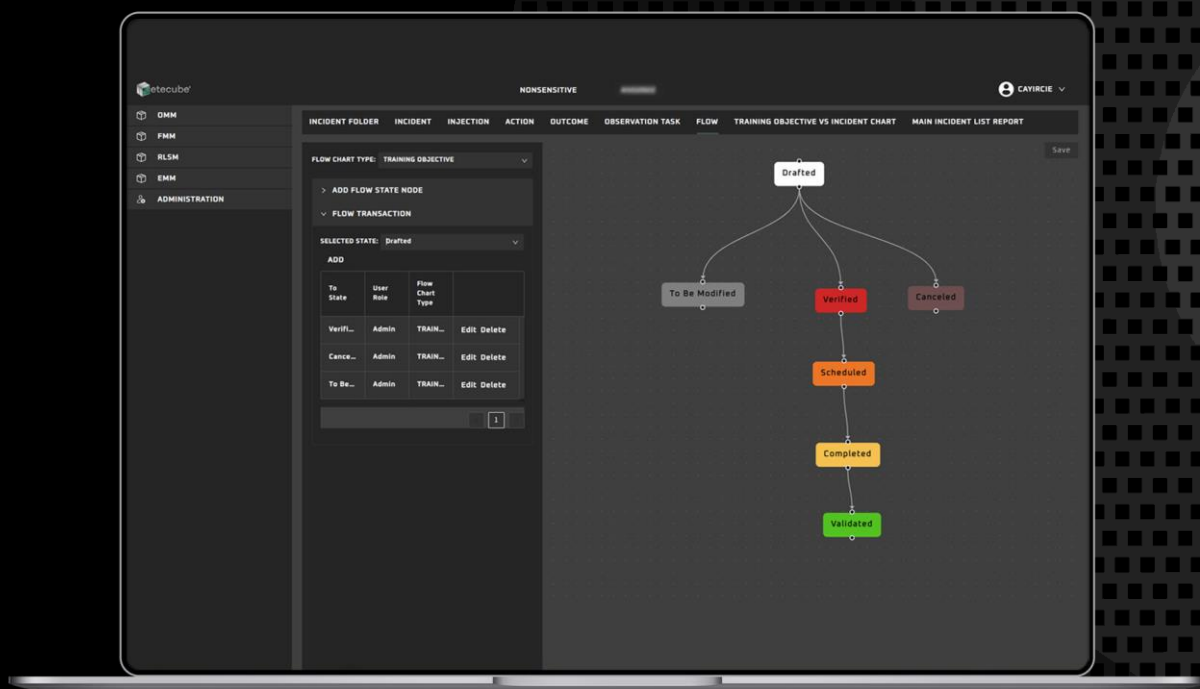 etecube
NONSENSITIVE
CAYIRCIE
OMM
FMM
RLSM
EMM
ADMINISTRATION
INCIDENT FOLDER INCIDENT INJECTION ACTION OUTCOME OBSERVATION TASK FLOW TRAINING OBJECTIVE VS INCIDENT CHART MAIN INCIDENT LIST REPORT
FLOW CHART TYPE: TRAINING OBJECTIVE
ADD FLOW STATE NODE
FLOW TRANSACTION
SELECTED STATE: Drafted
ADD
To State User Role Flow Chart Type
Verifi... Admin TRAIN... Edit Delete
Cance... Admin TRAIN... Edit Delete
To Be... Admin TRAIN... Edit Delete
1
Save
Drafted
To Be Modified
Verified
Canceled
Scheduled
Completed
Validated